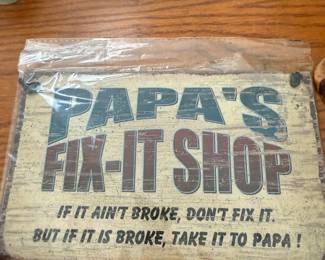 PAPA'S
FIX-IT SHOP
IF IT AIN'T BROKE, DON'T FIX IT.
BUT IF IT IS BROKE, TAKE IT TO PAPA !